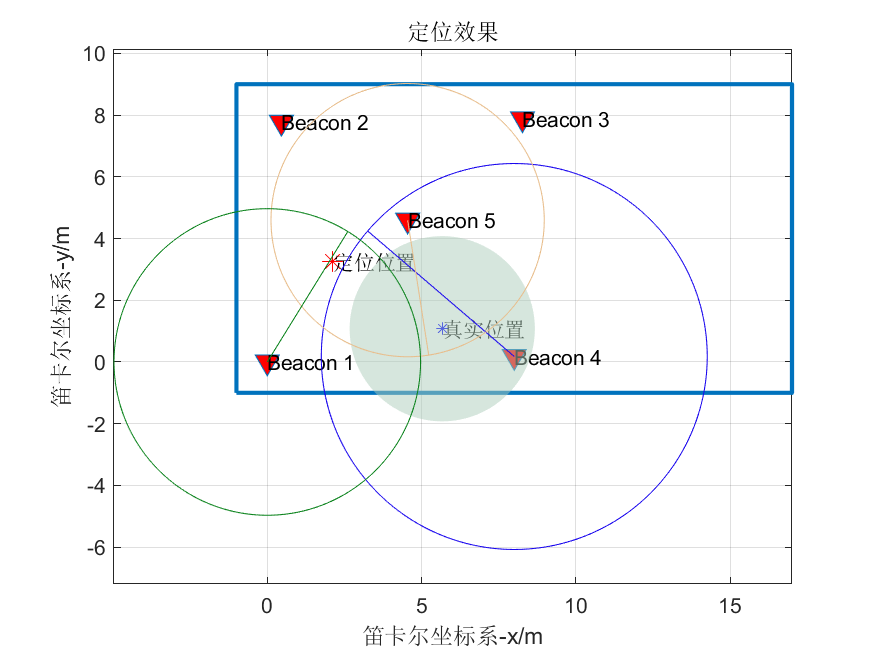 定位效果
笛卡尔坐标系-y/m
10
8
6
4
2
0
-2
-4
-6
Beacon 2
Beacon 3
Beacon 5
定位位置
真实位置
Beacon 1
Beacon 4
0
5
10
15
笛卡尔坐标系-x/m